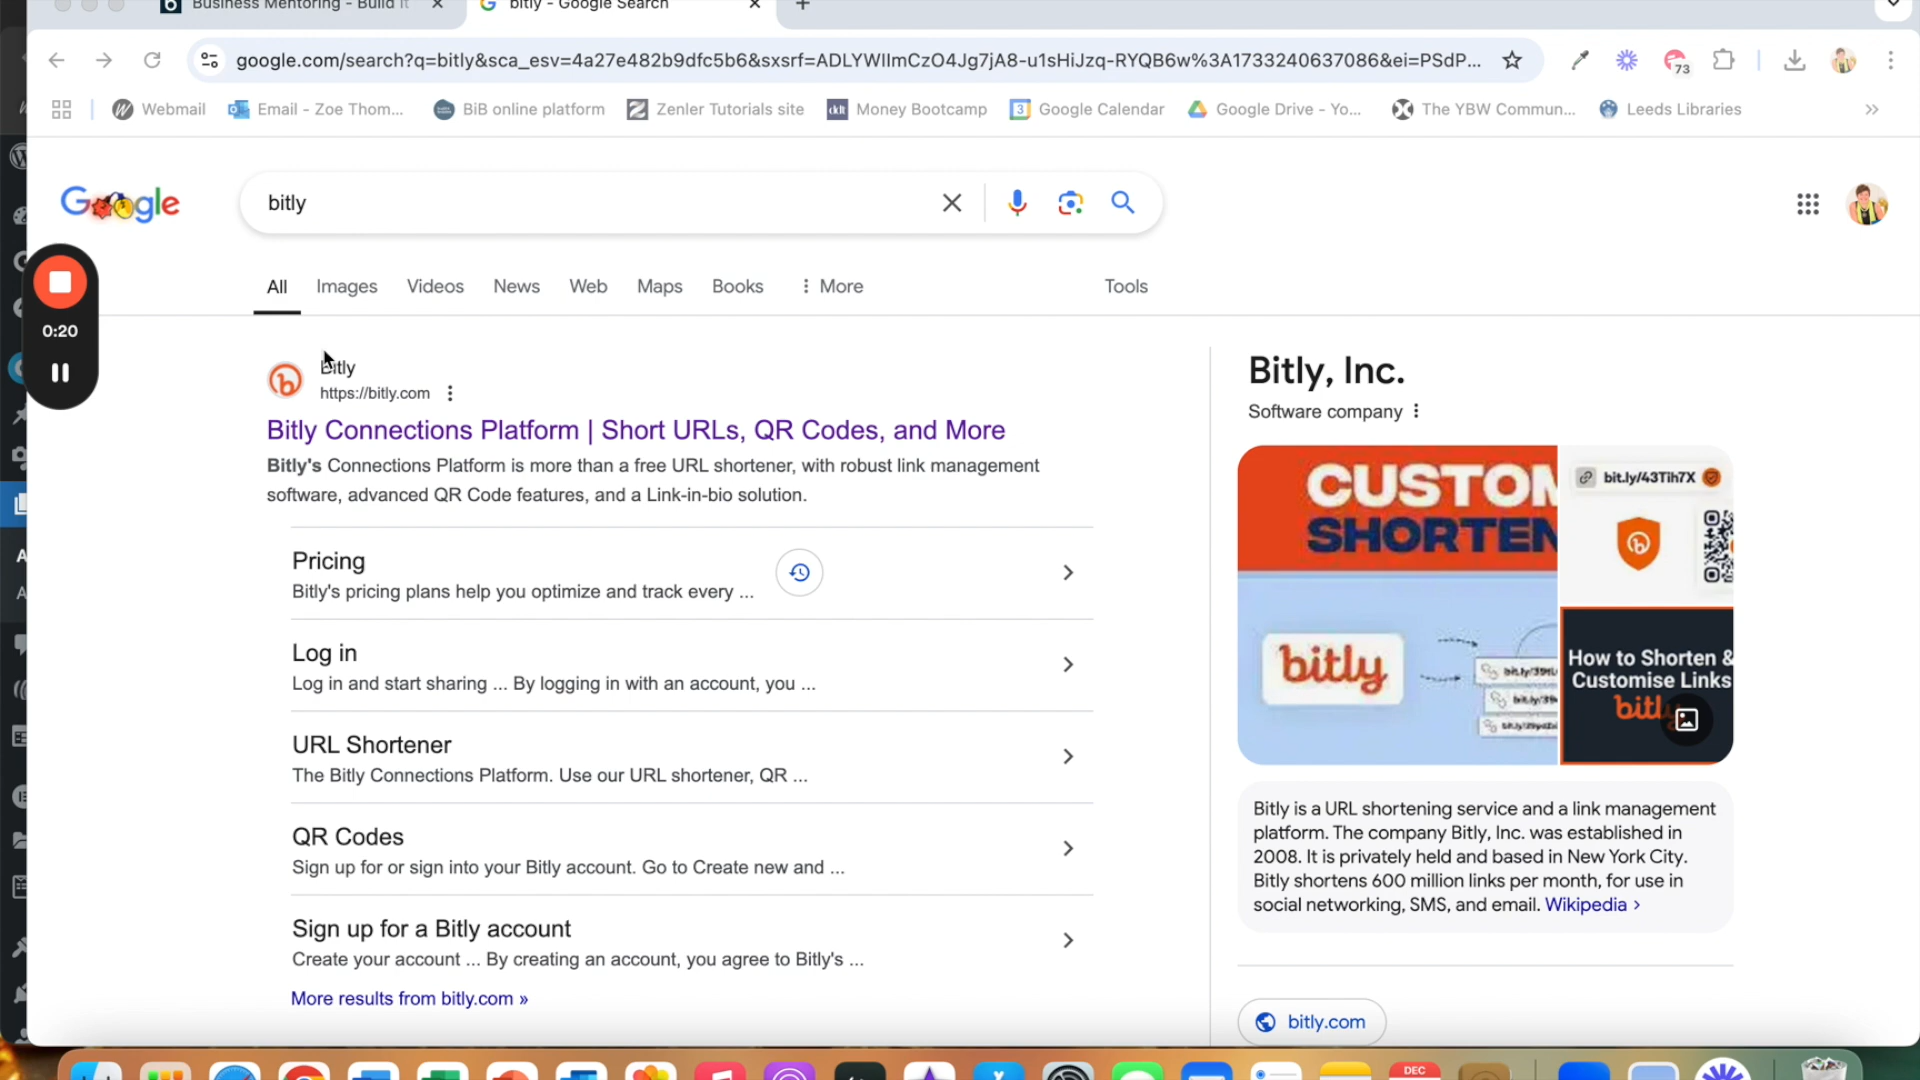 Business Mentoring - Build it
bitly - Google Search
google.com/search?q=bitly&sca_esv=4a27e482b9dfc5b6&sxsrf=ADLYWIImCzO4Jg7jA8-u1sHiJzq-RYQB6w%3A1733240637086&ei=PSdP...
73
Webmail
Email - Zoe Thom...
BiB online platform
Zenler Tutorials site
Money Bootcamp
Google Calendar
Google Drive - Yo...
The YBW Commun...
Leeds Libraries
Google
bitly
All Images Videos News Web Maps Books More Tools
0:20
Bitly
https://bitly.com
Bitly Connections Platform | Short URLs, QR Codes, and More
Bitly's Connections Platform is more than a free URL shortener, with robust link management
software, advanced QR Code features, and a Link-in-bio solution.
Pricing
Bitly's pricing plans help you optimize and track every ...
Log in
Log in and start sharing ... By logging in with an account, you ...
URL Shortener
The Bitly Connections Platform. Use our URL shortener, QR ...
QR Codes
Sign up for or sign into your Bitly account. Go to Create new and ...
Sign up for a Bitly account
Create your account ... By creating an account, you agree to Bitly's ...
More results from bitly.com »
Bitly, Inc.
Software company
CUSTOM
SHORTEN
bitly
bit.ly/43Tih7X
How to Shorten &
Customise Links
bitly
Bitly is a URL shortening service and a link management
platform. The company Bitly, Inc. was established in
2008. It is privately held and based in New York City.
Bitly shortens 600 million links per month, for use in
social networking, SMS, and email. Wikipedia >
bitly.com
DEC